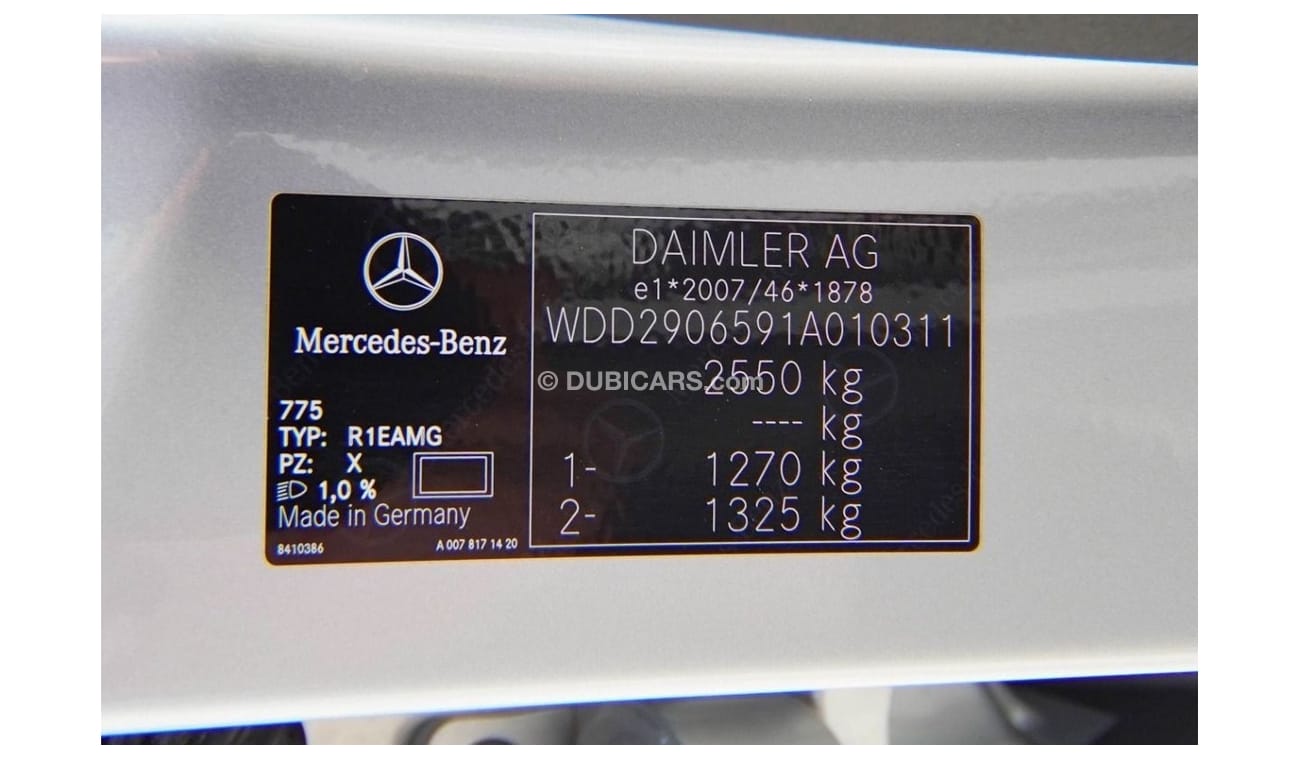 Mercedes-Benz
775
TYP: R1EAMG
PZ: X
1,0 %
Made in Germany
8410386 A 007 817 14 20
DAIMLER AG
e1*2007/46*1878
WDD2906591A010311
2550 kg
---- kg
1- 1270 kg
2- 1325 kg
© DUBICARS.com